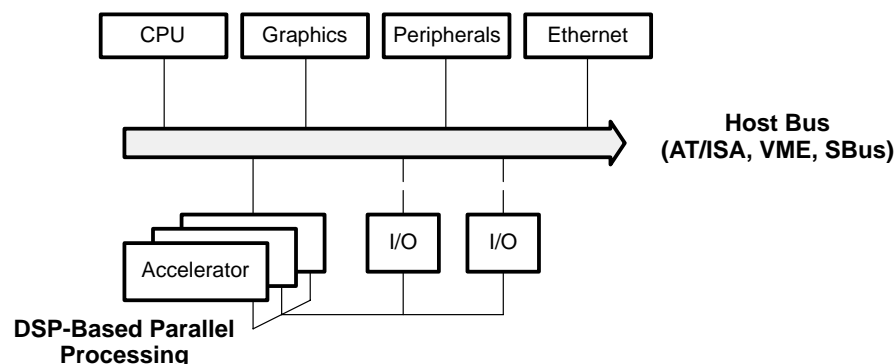 CPU
Graphics
Peripherals
Ethernet
Host Bus
(AT/ISA, VME, SBus)
I/O
I/O
Accelerator
DSP-Based Parallel
Processing